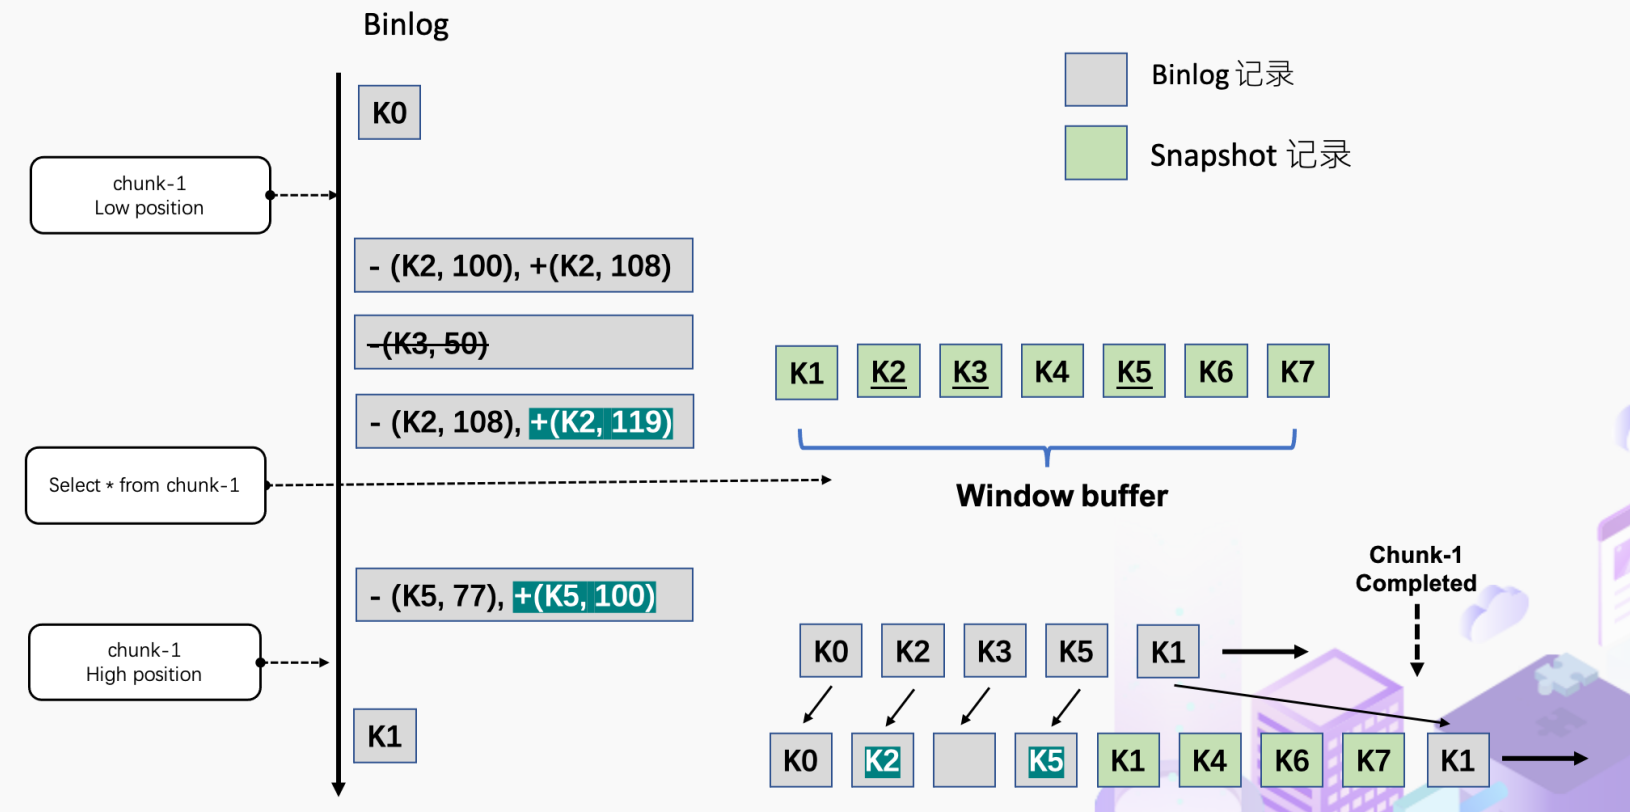 Binlog
K0
chunk-1
Low position
- (K2, 100), +(K2, 108)
-(K3, 50)
- (K2, 108), +(K2, 119)
Select * from chunk-1
- (K5, 77), +(K5, 100)
chunk-1
High position
K1
Binlog 记录
Snapshot 记录
K1 K2 K3 K4 K5 K6 K7
Window buffer
Chunk-1
Completed
K0 K2 K3 K5 K1
K0 K2 K5 K1 K4 K6 K7 K1